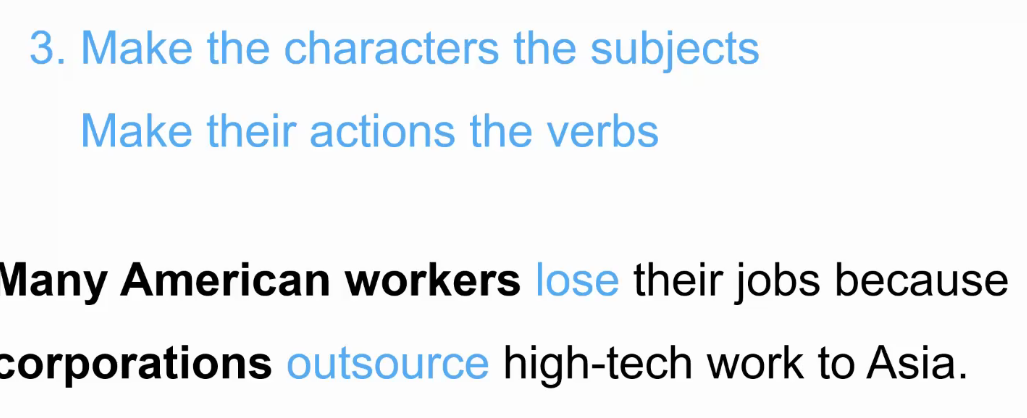 3. Make the characters the subjects
Make their actions the verbs
Many American workers lose their jobs because
corporations outsource high-tech work to Asia.